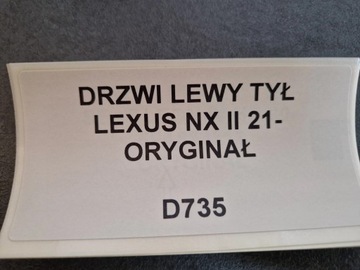 DRZWI LEWY TYŁ
LEXUS NX II 21-
ORYGINAŁ
D735